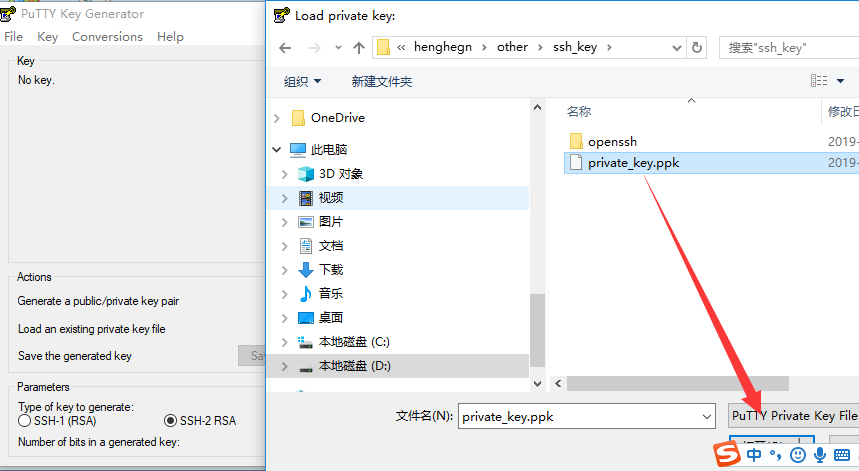 PuTTY Key Generator
File Key Conversions Help
Key
No key.
Actions
Generate a public/private key pair
Load an existing private key file
Save the generated key
Parameters
Type of key to generate:
SSH-1 (RSA) SSH-2 RSA
Number of bits in a generated key:
Load private key:
« henghegn › other › ssh_key ›
搜索"ssh_key"
组织 新建文件夹
OneDrive
此电脑
3D 对象
视频
图片
文档
下载
音乐
桌面
本地磁盘 (C:)
本地磁盘 (D:)
名称
openssh 2019-
private_key.ppk 2019-
文件名(N): private_key.ppk
PuTTY Private Key File
中